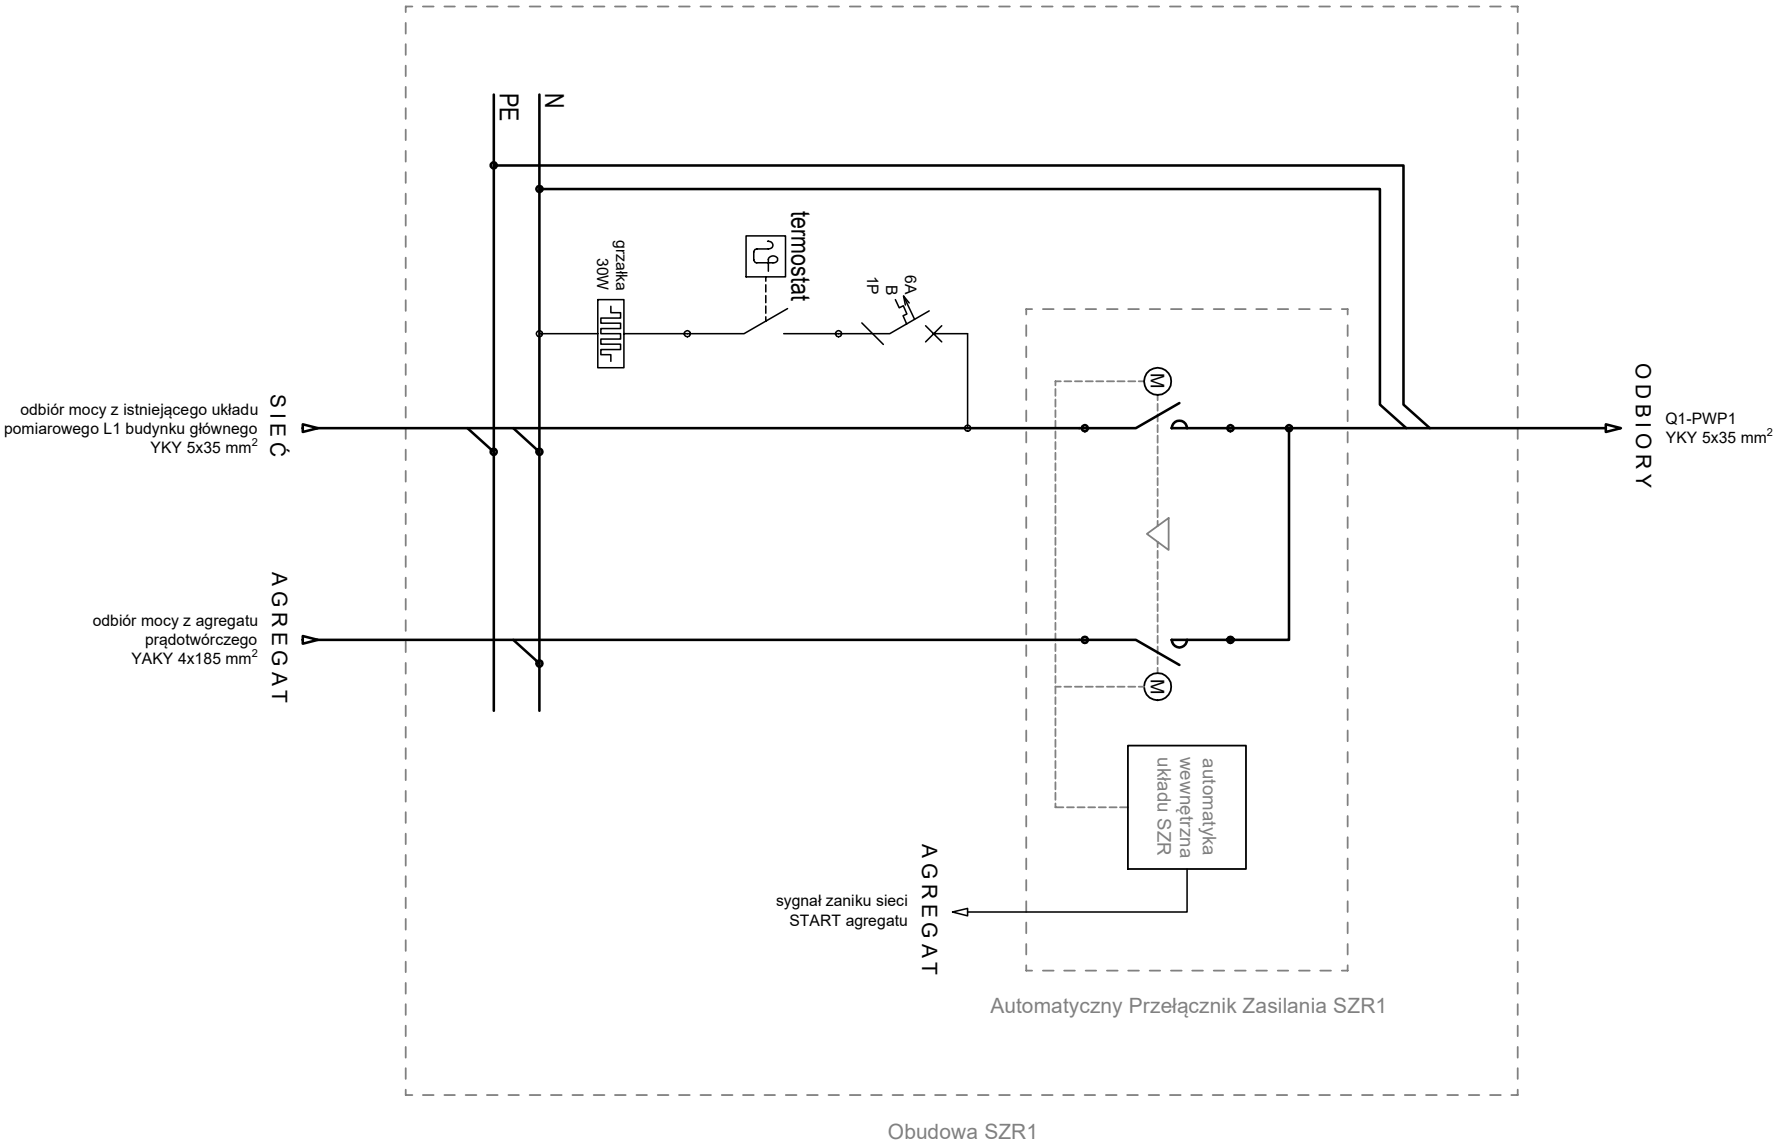 PE
N
termostat
grzałka
30W
6A
B
1P
SIEĆ
odbiór mocy z istniejącego układu
pomiarowego L1 budynku głównego
YKY 5x35 mm²
M
ODBIORY
Q1-PWP1
YKY 5x35 mm²
AGREGAT
odbiór mocy z agregatu
prądotwórczego
YAKY 4x185 mm²
M
automatyka
wewnętrzna
układu SZR
AGREGAT
sygnał zaniku sieci
START agregatu
Automatyczny Przełącznik Zasilania SZR1
Obudowa SZR1